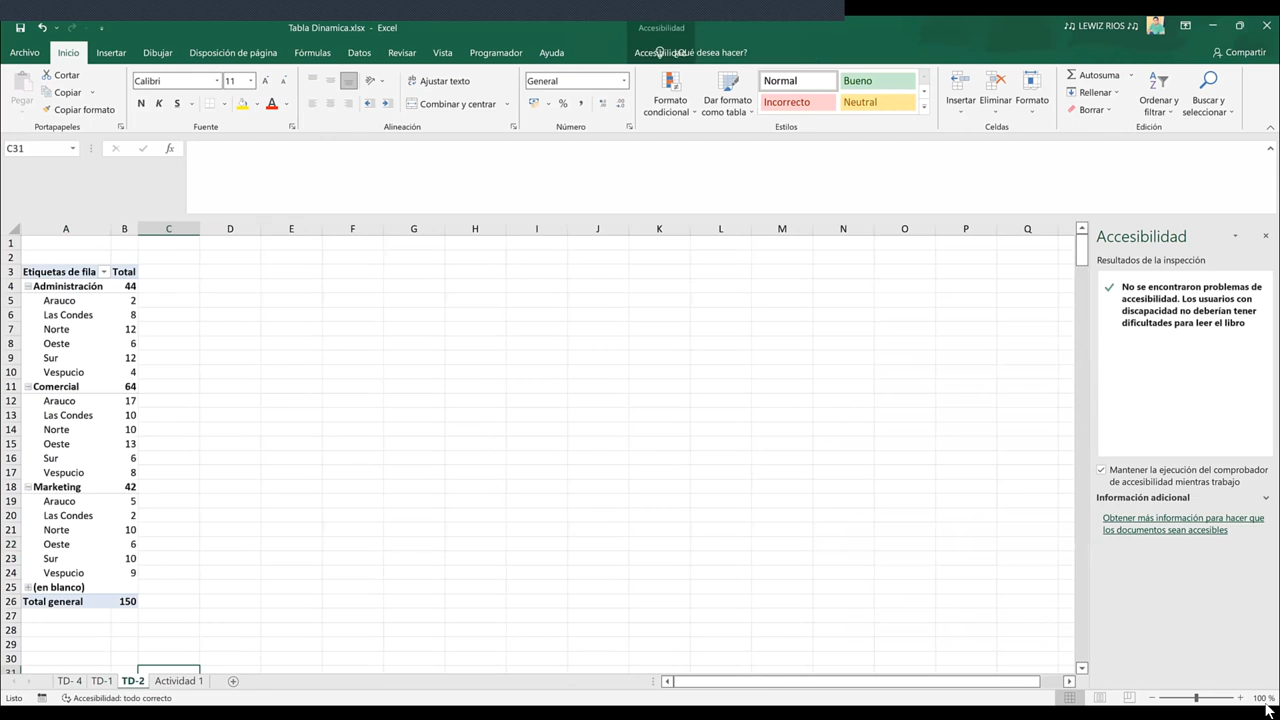 Tabla Dinamica.xlsx - Excel
Accesibilidad
♫ LEWIZ RIOS ♫
Archivo Inicio Insertar Dibujar Disposición de página Fórmulas Datos Revisar Vista Programador Ayuda ¿Qué desea hacer? Compartir
Pegar
Cortar
Copiar
Copiar formato
Portapapeles
Calibri 11
N K S
Fuente
Ajustar texto
Combinar y centrar
Alineación
General
% 000
Número
Formato condicional
Dar formato como tabla
Normal Bueno
Incorrecto Neutral
Estilos
Insertar Eliminar Formato
Celdas
Autosuma
Rellenar
Borrar
Ordenar y filtrar
Buscar y seleccionar
Edición
C31 fx
A B C D E F G H I J K L M N O P Q
1
2
3 Etiquetas de fila Total
4 Administración 44
5 Arauco 2
6 Las Condes 8
7 Norte 12
8 Oeste 6
9 Sur 12
10 Vespucio 4
11 Comercial 64
12 Arauco 17
13 Las Condes 10
14 Norte 10
15 Oeste 13
16 Sur 6
17 Vespucio 8
18 Marketing 42
19 Arauco 5
20 Las Condes 2
21 Norte 10
22 Oeste 6
23 Sur 10
24 Vespucio 9
25 (en blanco)
26 Total general 150
27
28
29
30
31
Accesibilidad
Resultados de la inspección
No se encontraron problemas de
accesibilidad. Los usuarios con
discapacidad no deberían tener
dificultades para leer el libro
Mantener la ejecución del comprobador
de accesibilidad mientras trabajo
Información adicional
Obtener más información para hacer que
los documentos sean accesibles
TD- 4 TD-1 TD-2 Actividad 1
Listo Accesibilidad: todo correcto 100 %